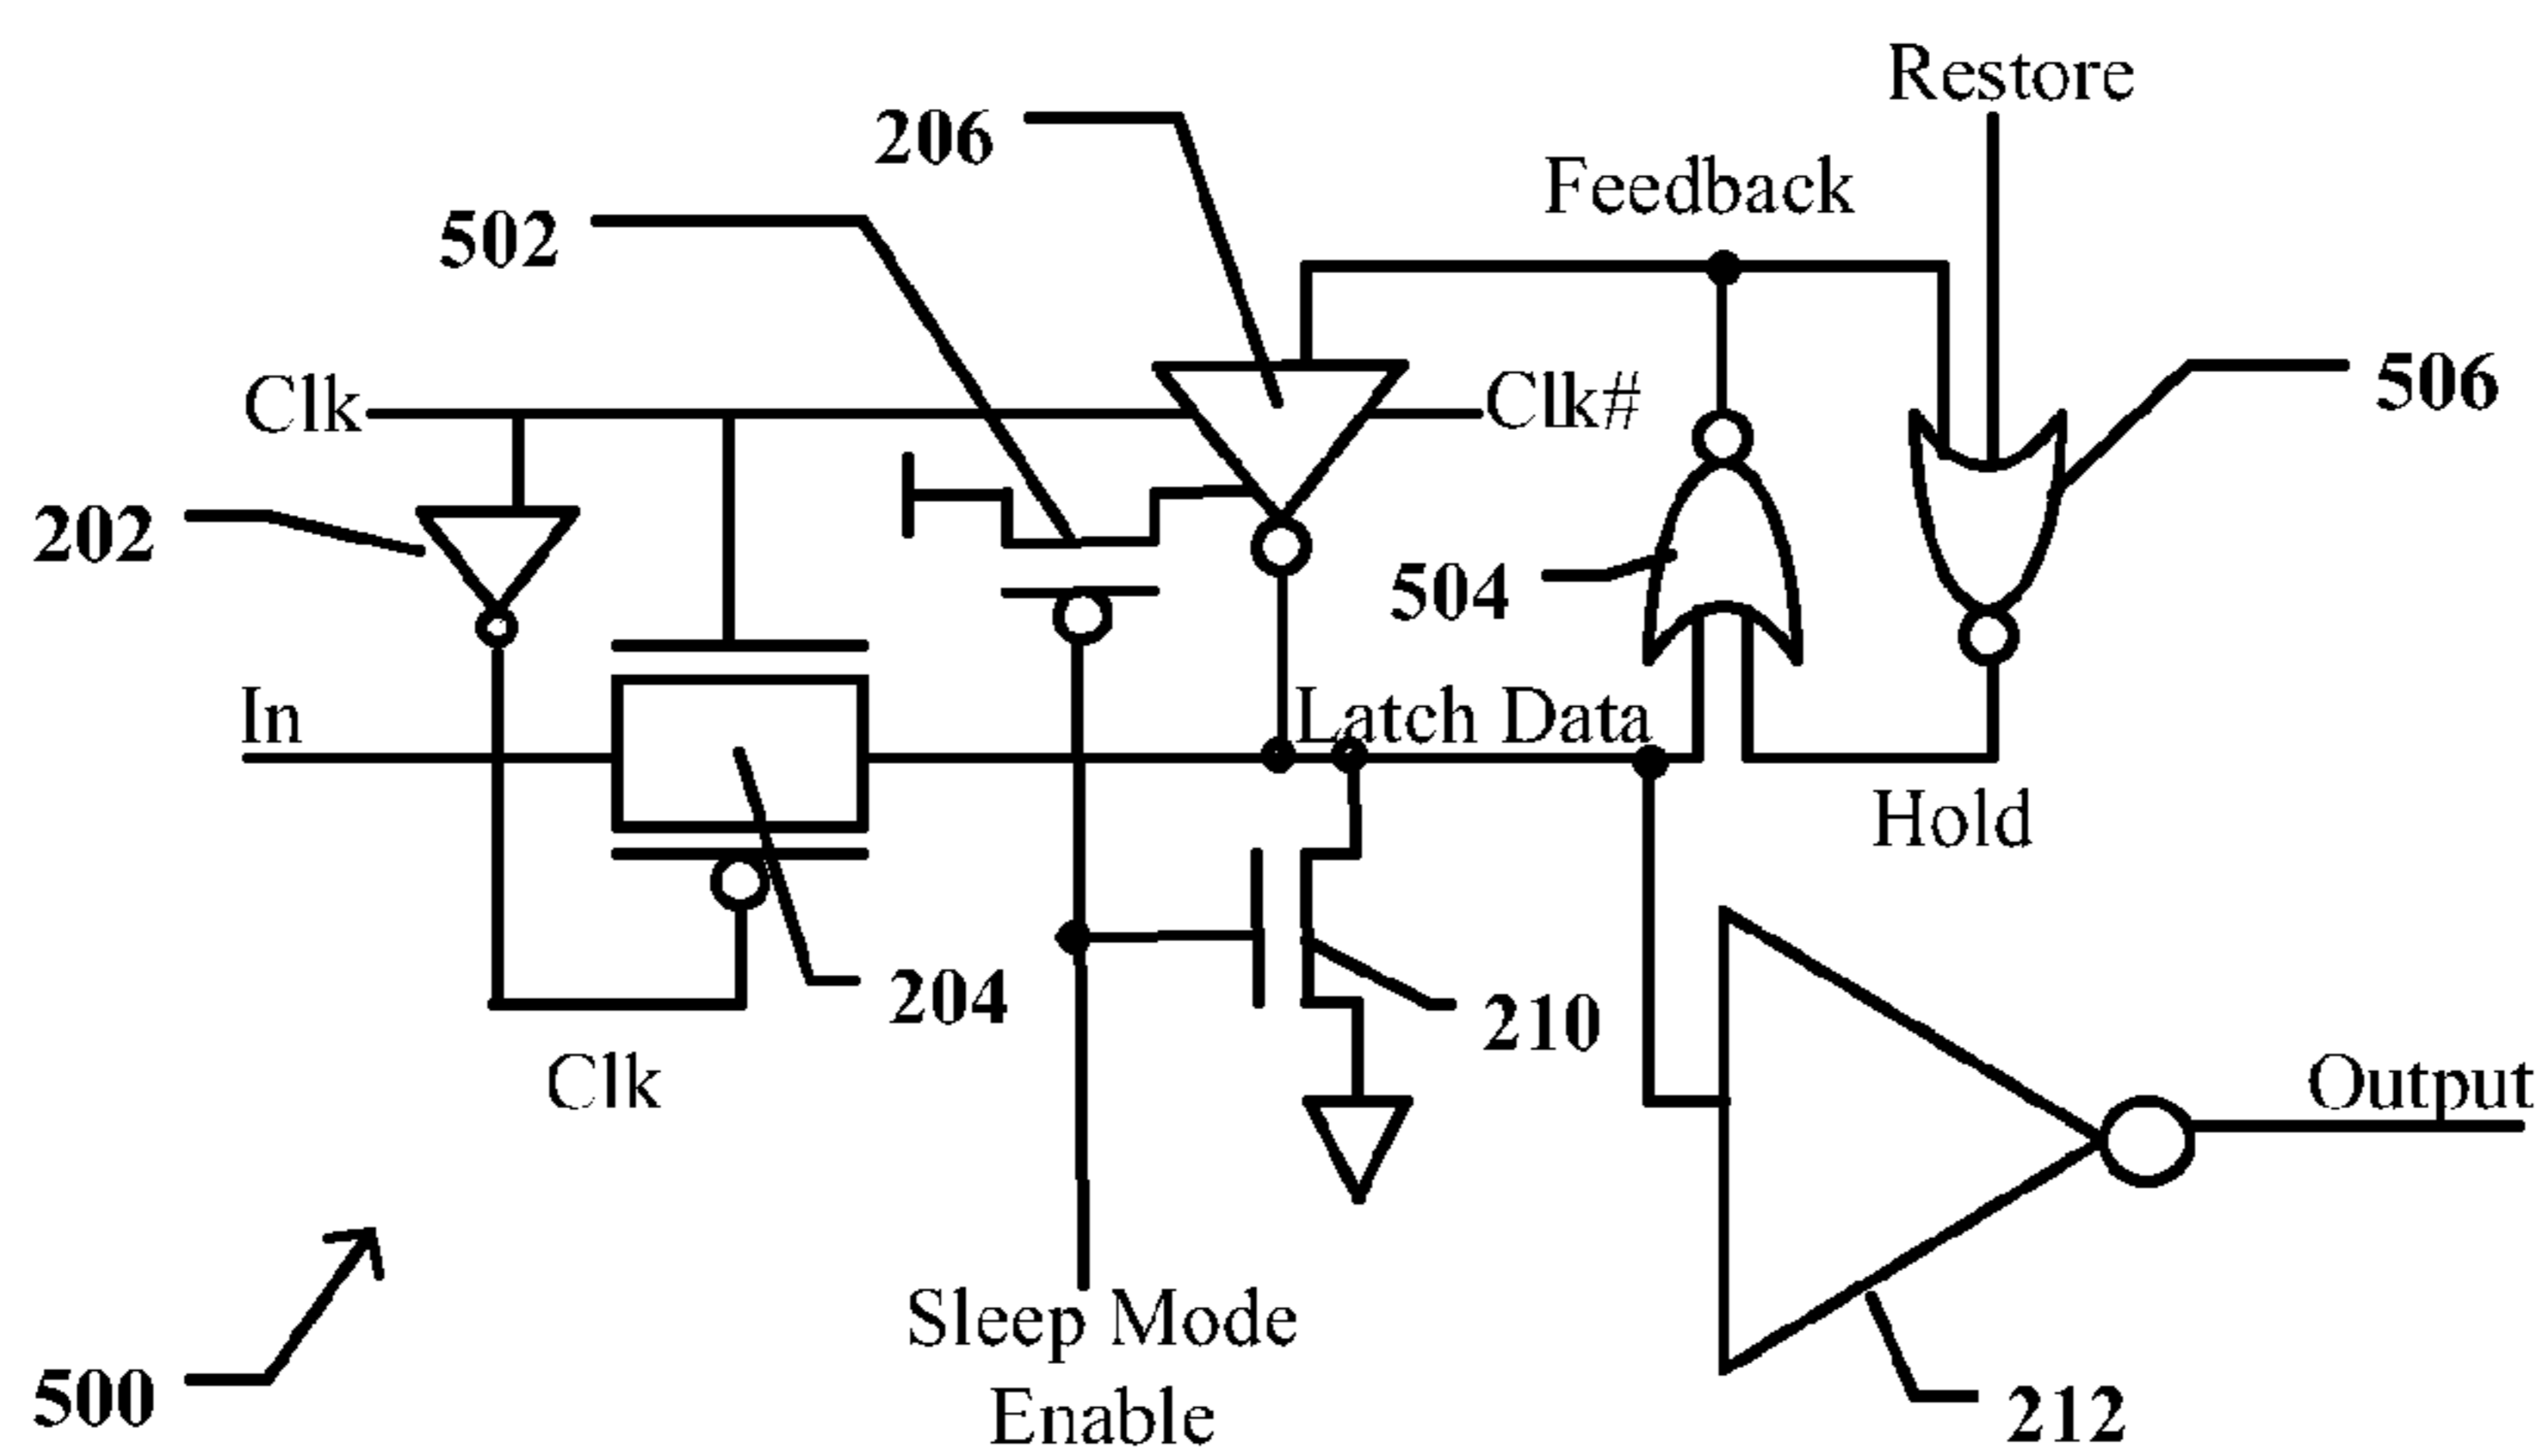 Restore
206
Feedback
502
506
Clk
Clk#
202
504
In
Latch Data
Hold
204
210
Clk
Output
Sleep Mode
Enable
500
212